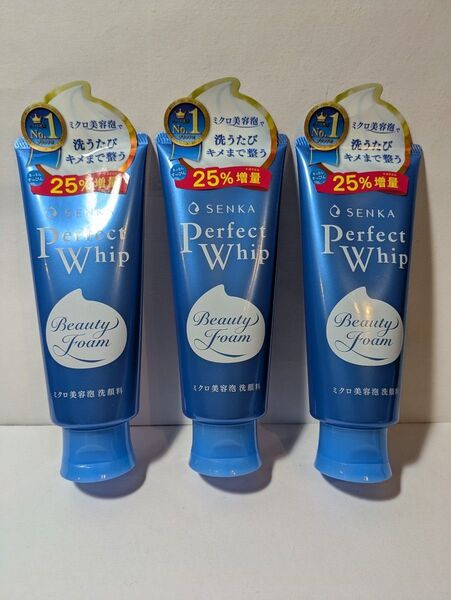 No.1
ミクロ美容泡で
洗うたび
キメまで整う
25%増量
SENKA
Perfect
Whip
Beauty
Foam
ミクロ美容泡 洗顔料
No.1
ミクロ美容泡で
洗うたび
キメまで整う
25%増量
SENKA
Perfect
Whip
Beauty
Foam
ミクロ美容泡 洗顔料
No.1
ミクロ美容泡で
洗うたび
キメまで整う
25%増量
SENKA
Perfect
Whip
Beauty
Foam
ミクロ美容泡 洗顔料